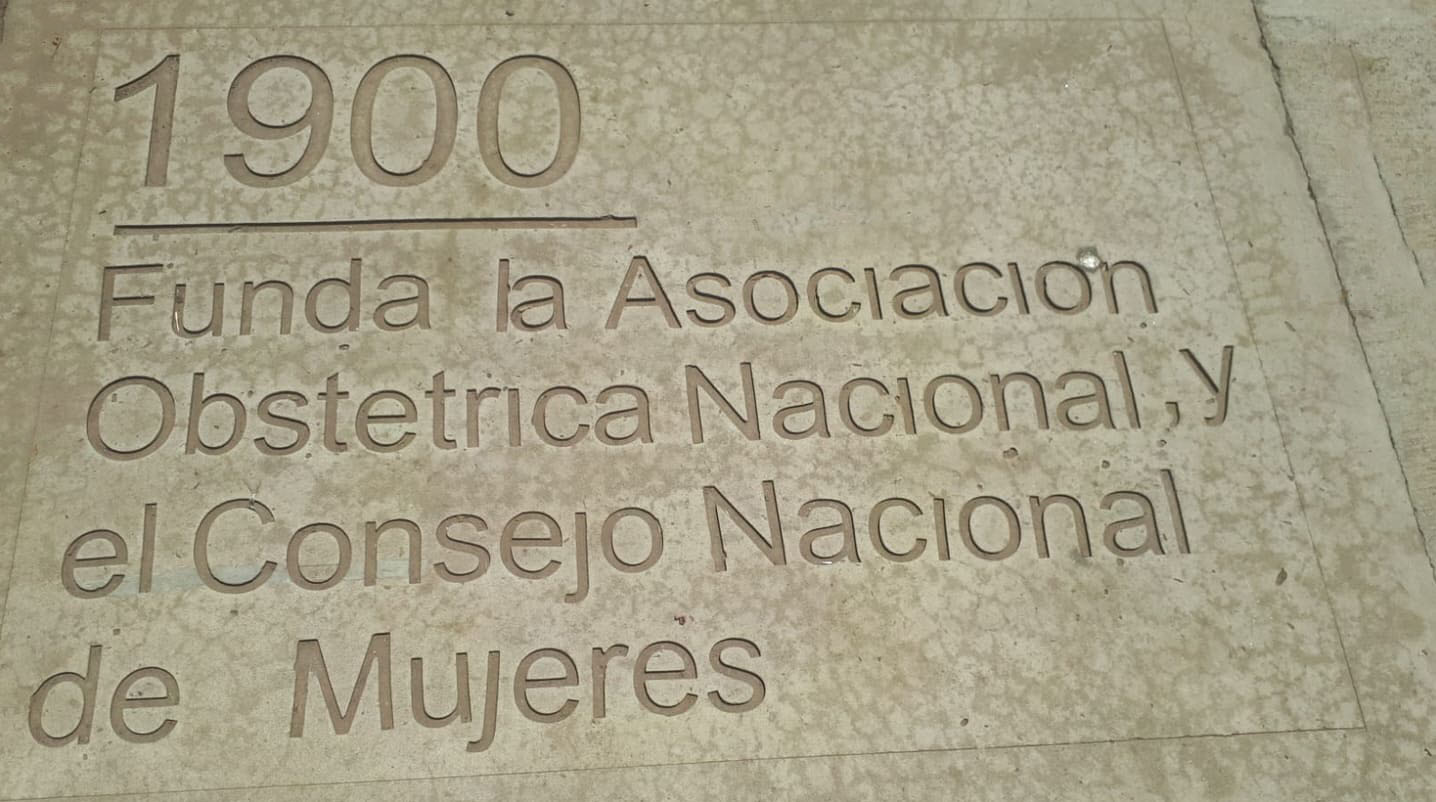 1900
Funda la Asociacion
Obstetrica Nacional, y
el Consejo Nacional
de Mujeres